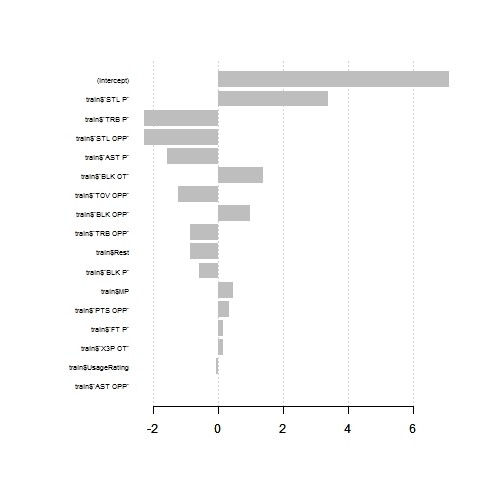 (Intercept)
train$"STL P"
train$"TRB P"
train$"STL OPP"
train$"AST P"
train$"BLK OT"
train$"TOV OPP"
train$"BLK OPP"
train$"TRB OPP"
train$Rest
train$"BLK P"
train$MP
train$"PTS OPP"
train$"FT P"
train$"X3P OT"
train$UsageRating
train$"AST OPP"
-2 0 2 4 6